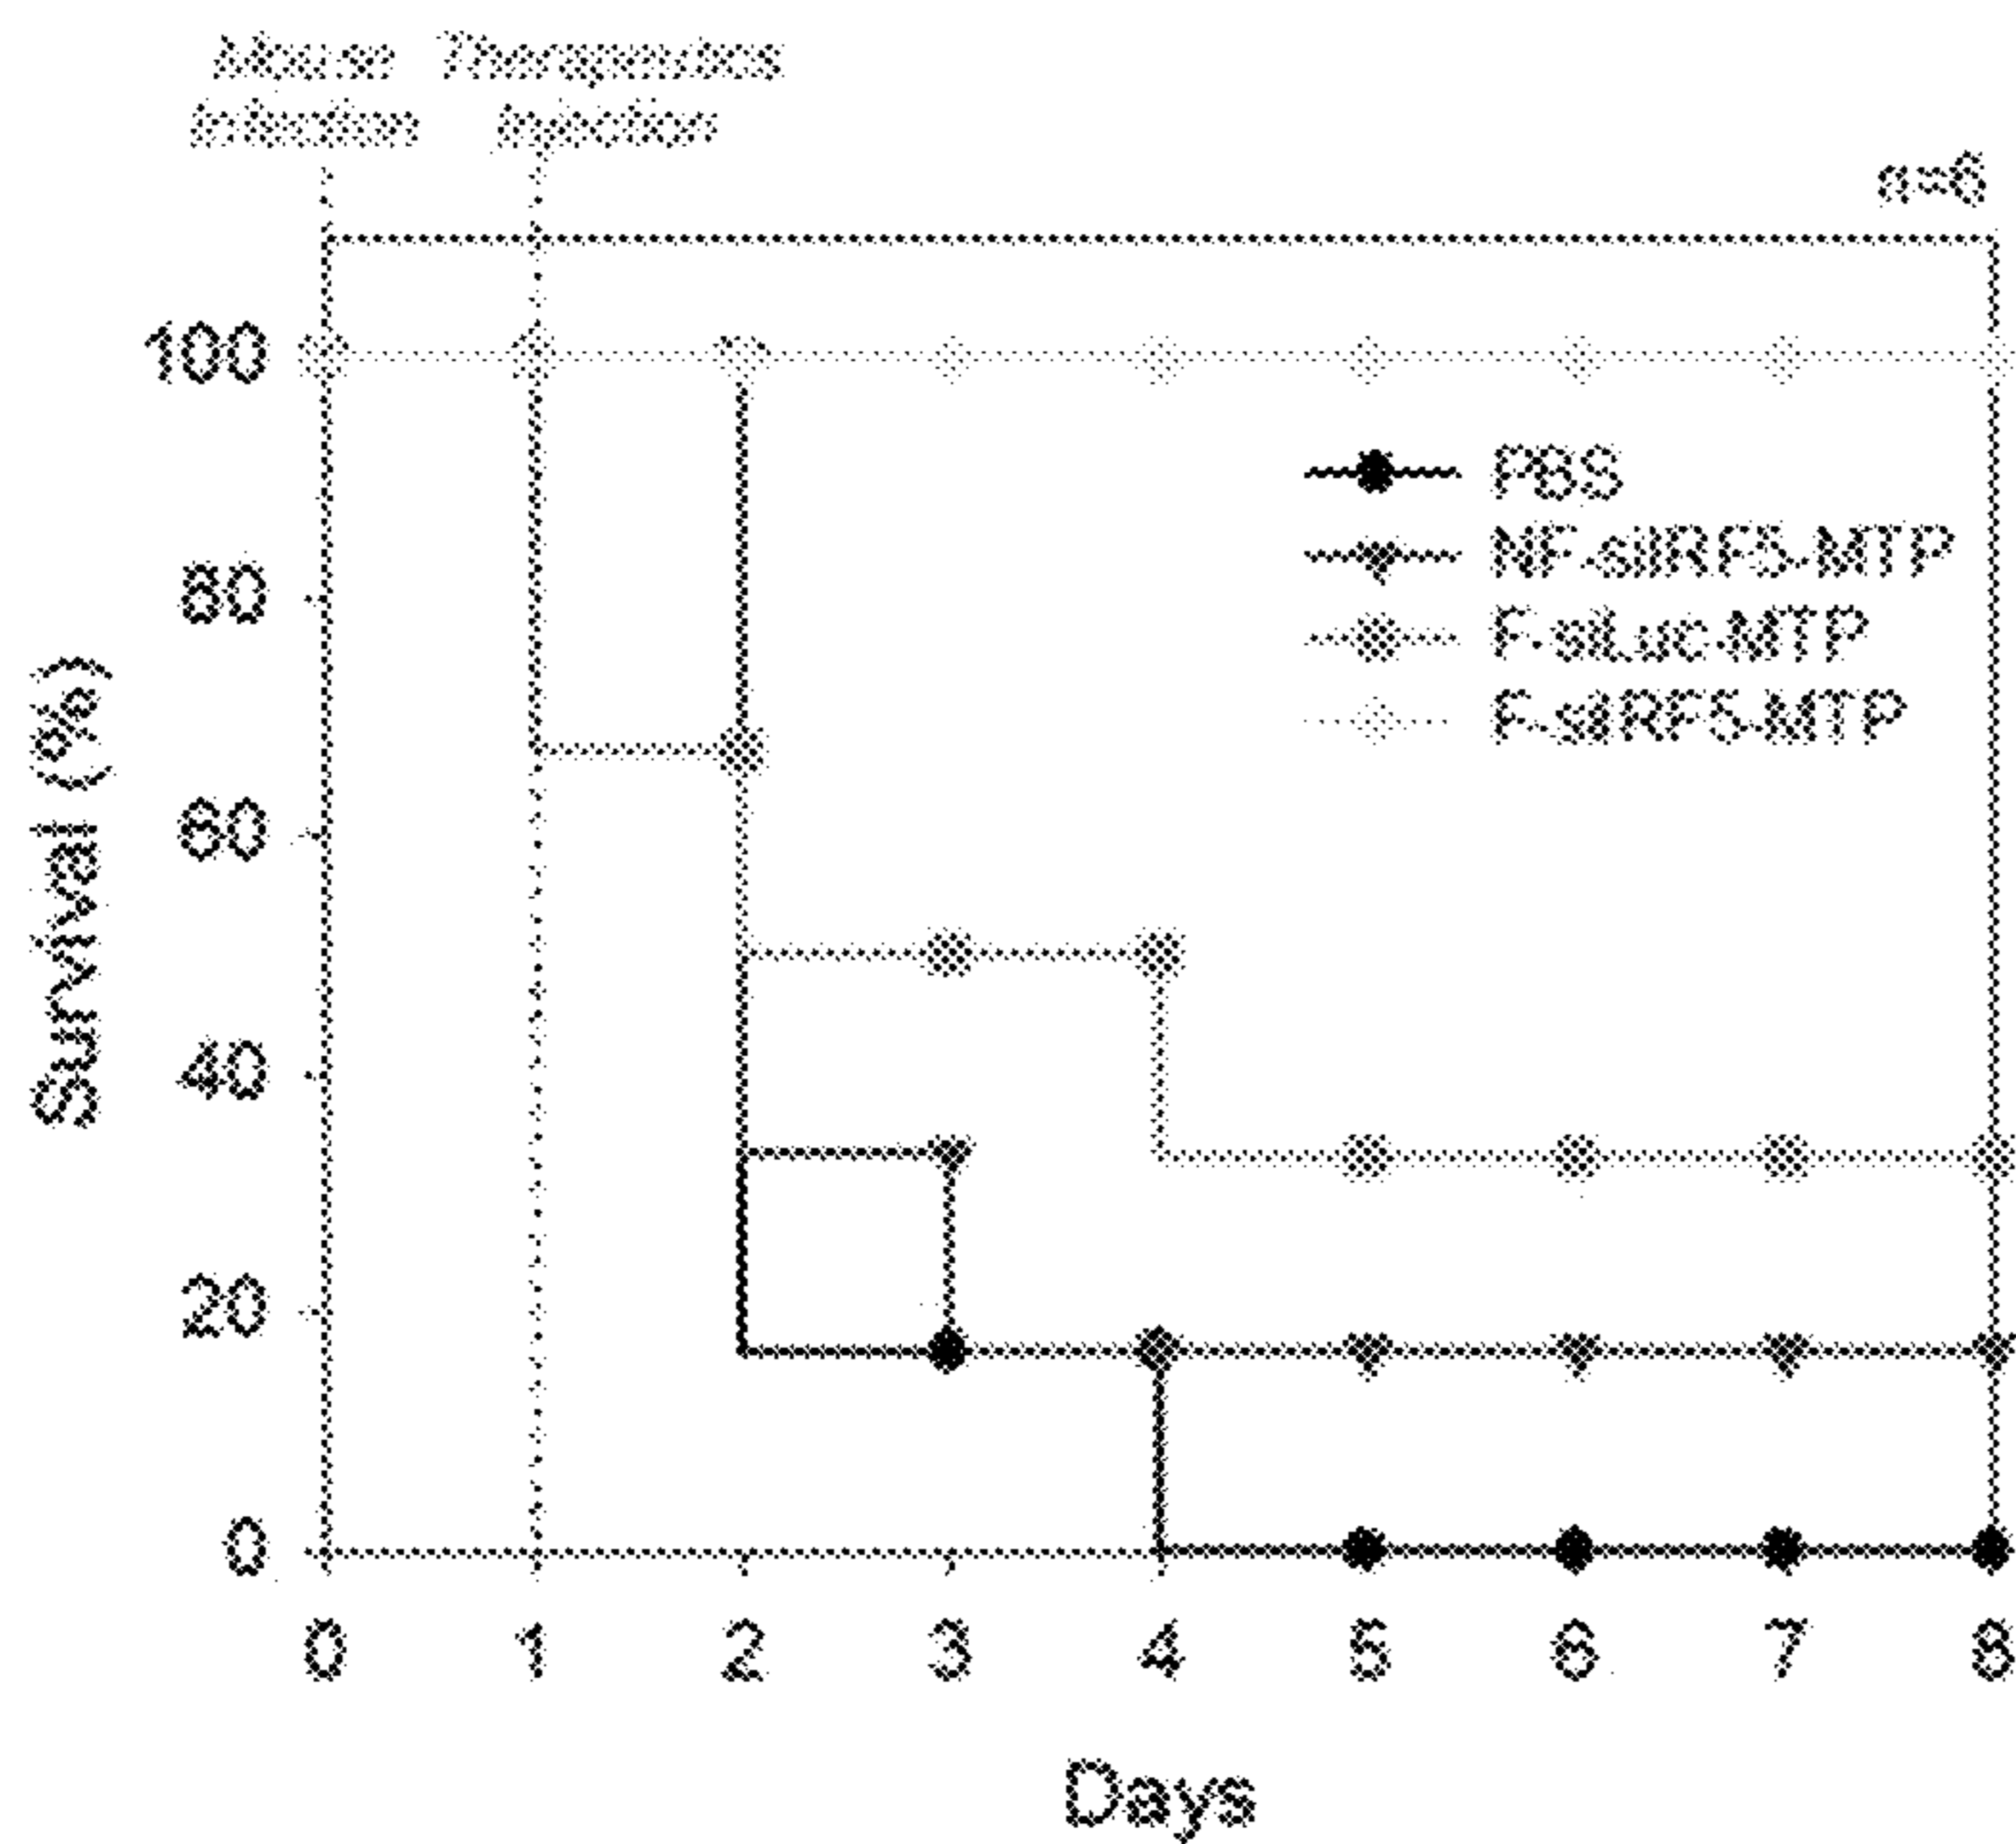 Mouse Therapeutics
Infection Injection
n=6
100
80
60
40
20
0
Survival (%)
PBS
NF-siIRF5-MTP
F-siLuc-MTP
F-siIRF5-MTP
0 1 2 3 4 5 6 7 8
Days